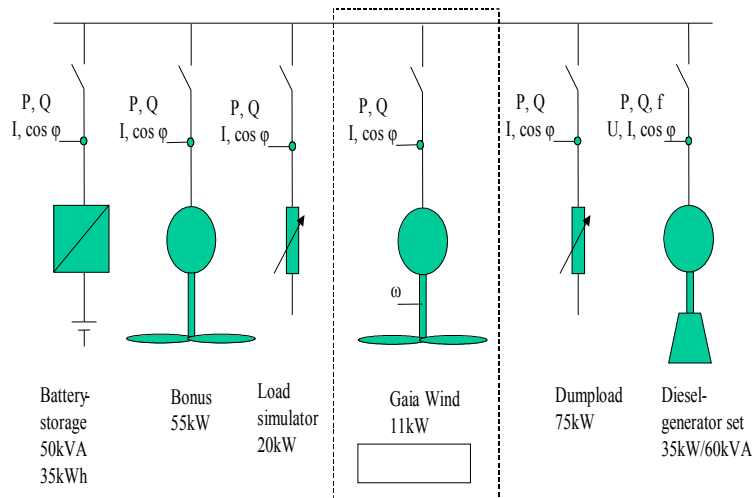 P, Q
I, cos φ
P, Q
I, cos φ
P, Q
I, cos φ
P, Q
I, cos φ
P, Q
I, cos φ
P, Q, f
U, I, cos φ
ω
Battery-
storage
50kVA
35kWh
Bonus
55kW
Load
simulator
20kW
Gaia Wind
11kW
Dumpload
75kW
Diesel-
generator set
35kW/60kVA